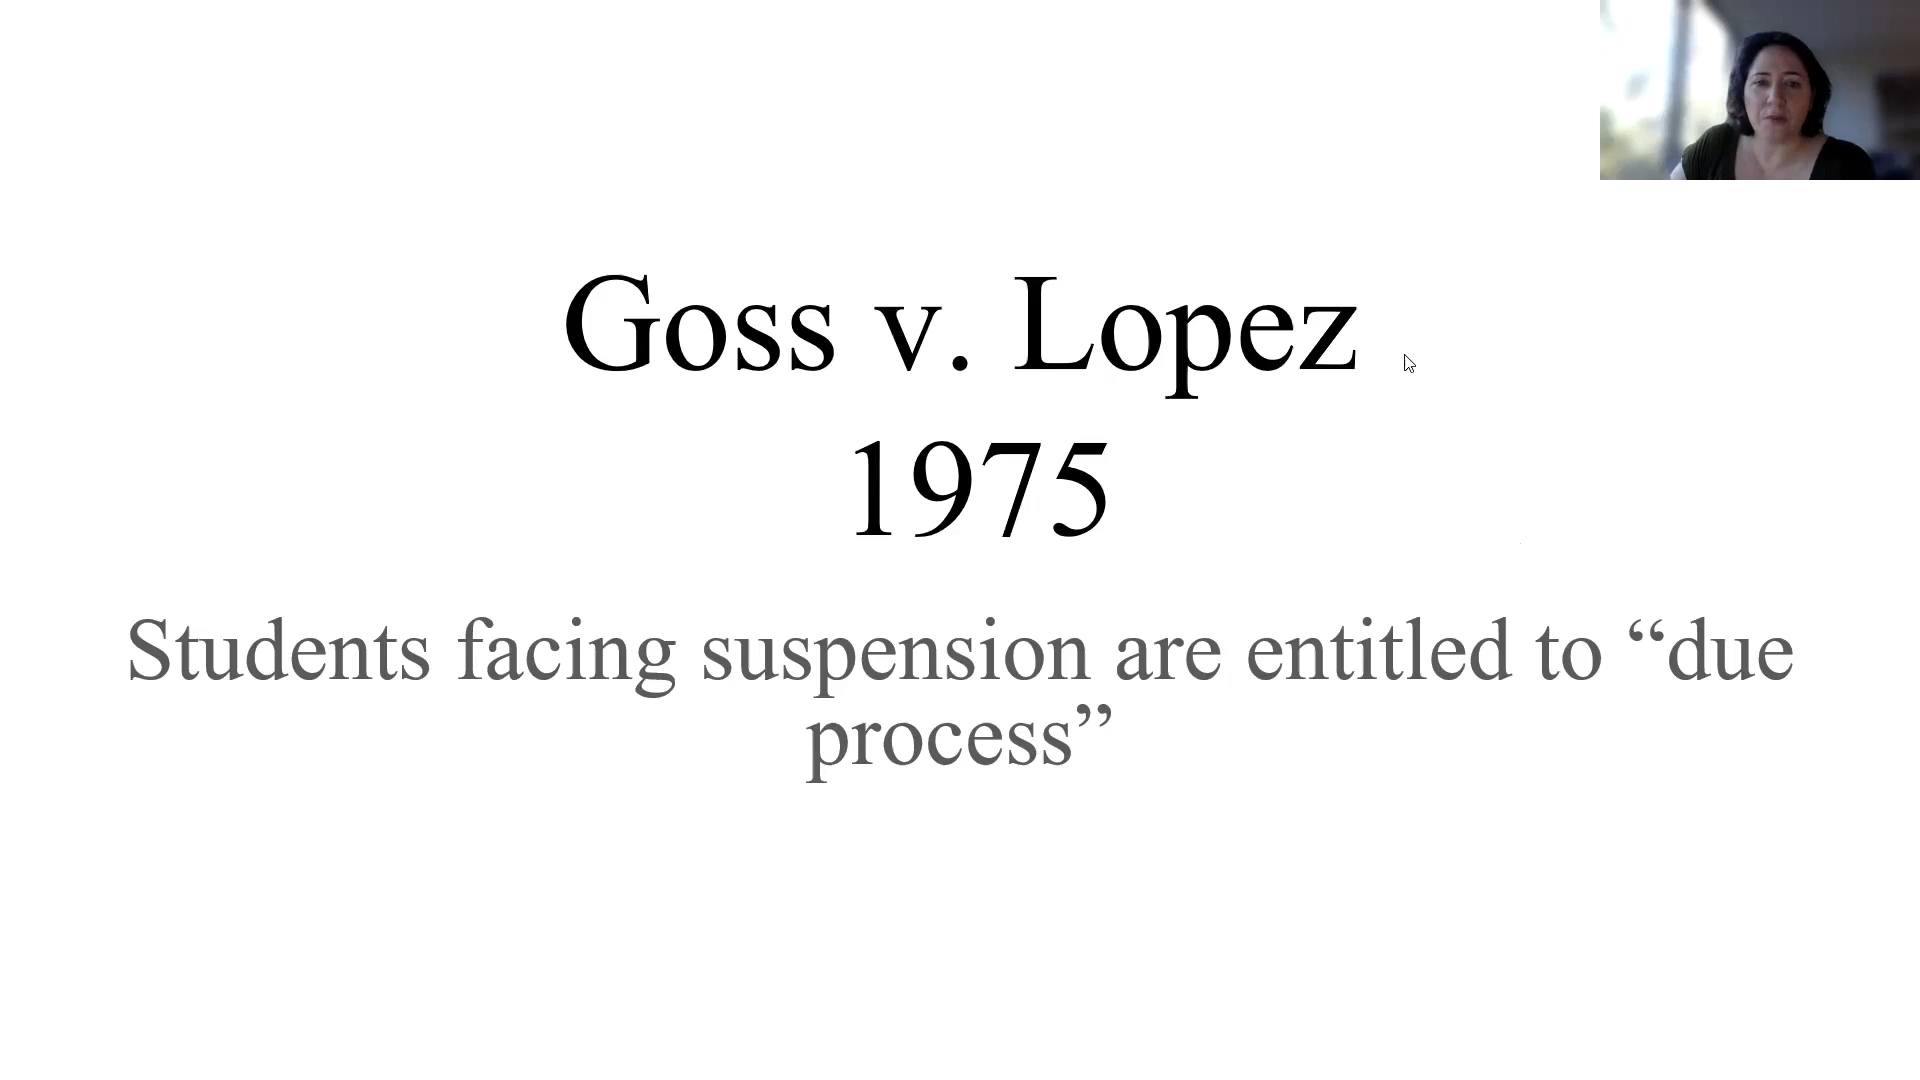 Goss v. Lopez
1975
Students facing suspension are entitled to “due
process”